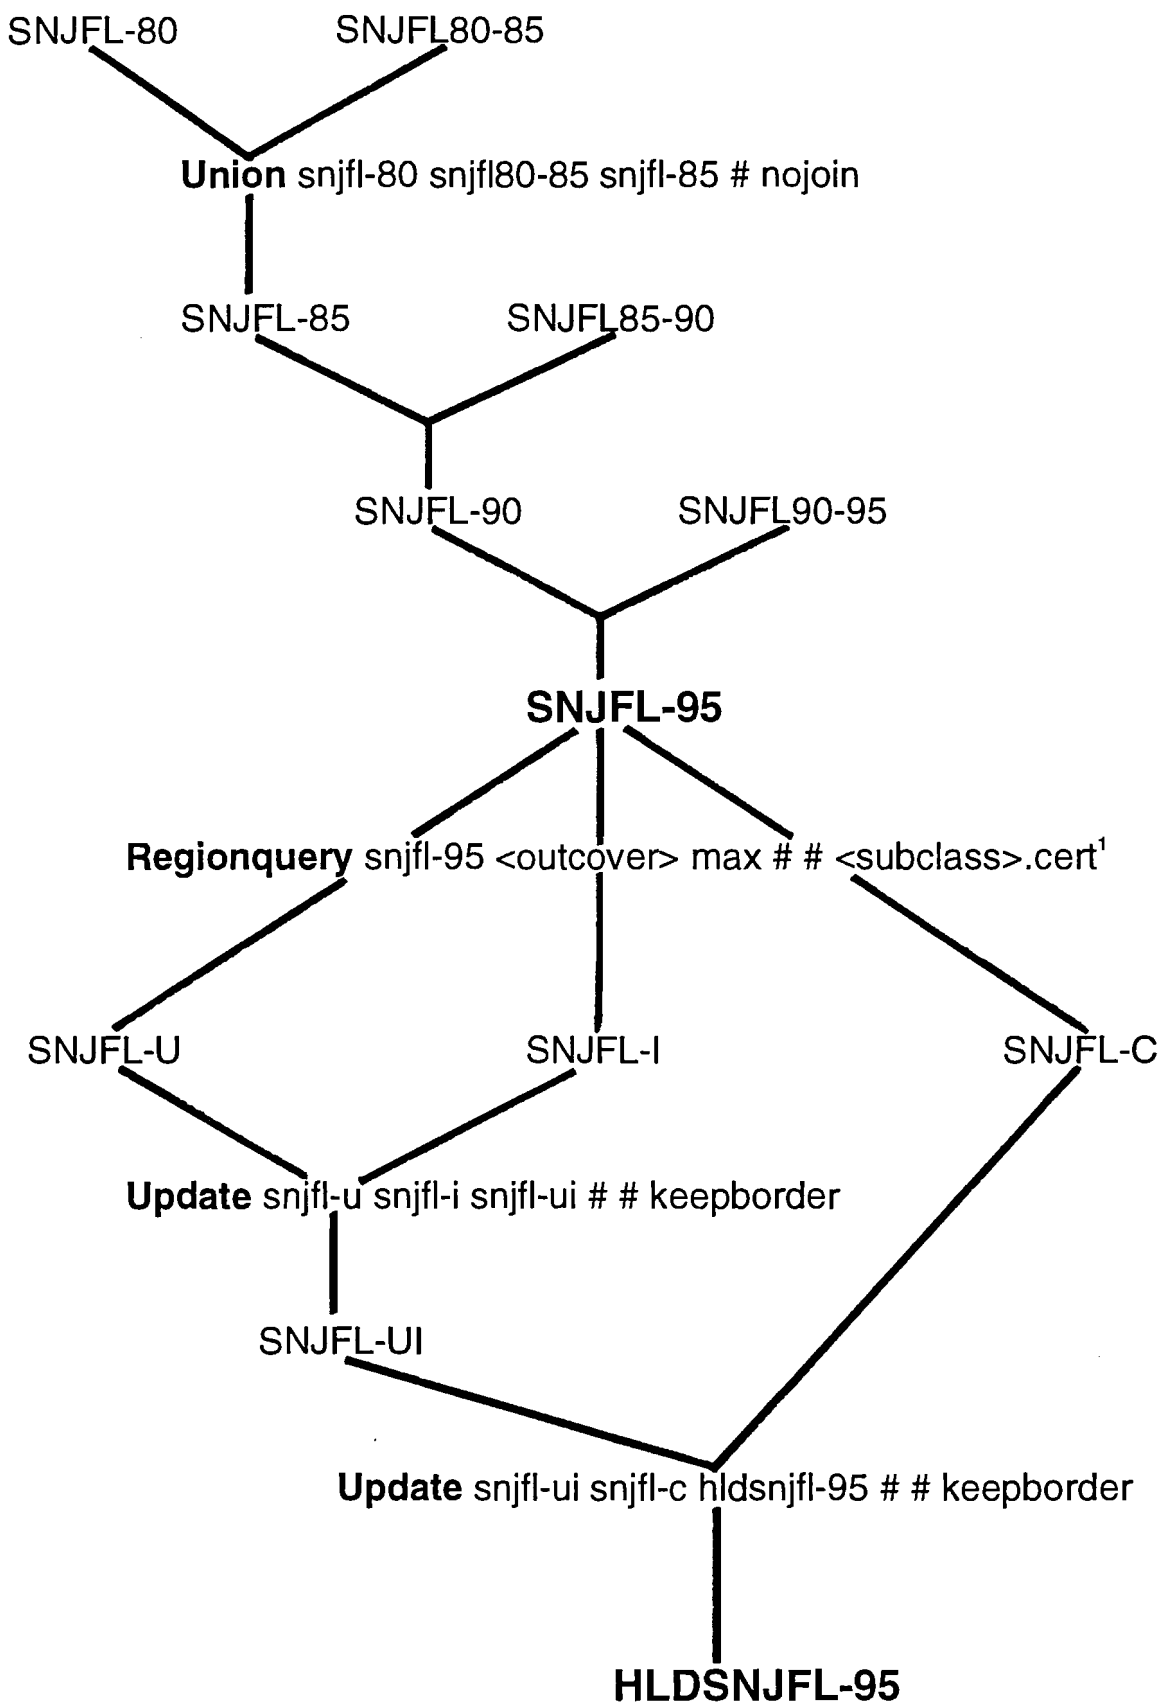 SNJFL-80 SNJFL80-85
Union snjfl-80 snjfl80-85 snjfl-85 # nojoin
SNJFL-85 SNJFL85-90
SNJFL-90 SNJFL90-95
SNJFL-95
Regionquery snjfl-95 <outcover> max # # <subclass>.cert¹
SNJFL-U SNJFL-I SNJFL-C
Update snjfl-u snjfl-i snjfl-ui # # keepborder
SNJFL-UI
Update snjfl-ui snjfl-c hldsnjfl-95 # # keepborder
HLDSNJFL-95